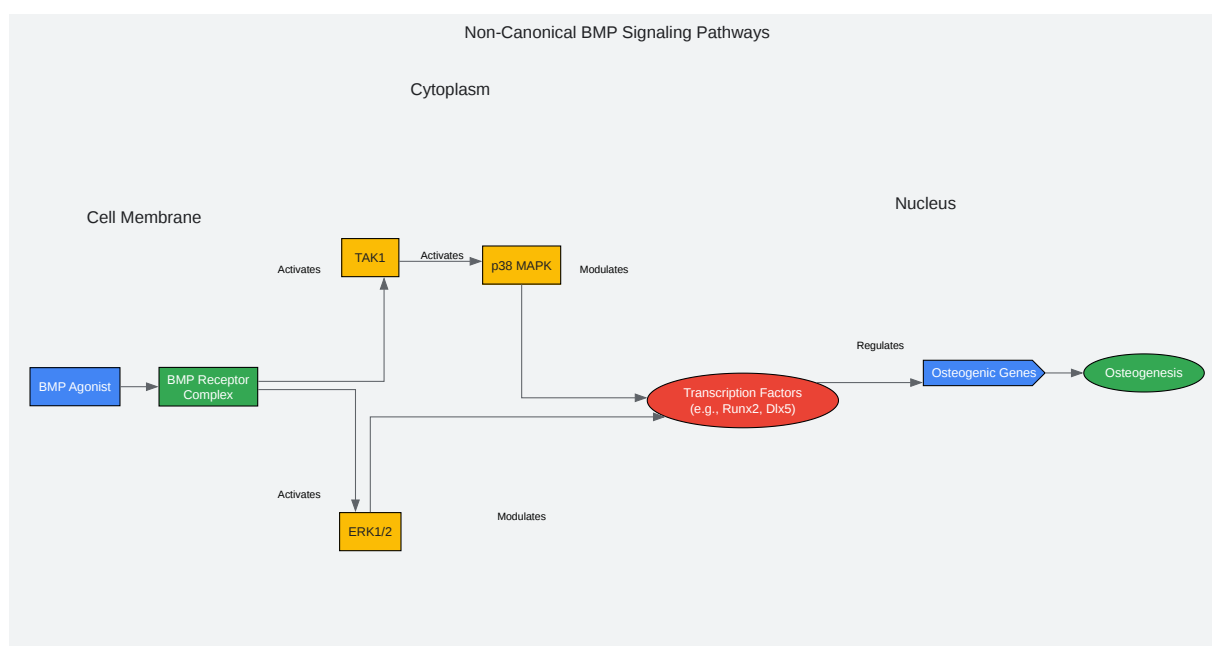 Non-Canonical BMP Signaling Pathways
Cytoplasm
Cell Membrane
Nucleus
Activates
TAK1
Activates
p38 MAPK
Modulates
BMP Agonist
BMP Receptor
Complex
Transcription Factors
(e.g., Runx2, Dlx5)
Regulates
Osteogenic Genes
Osteogenesis
Activates
ERK1/2
Modulates